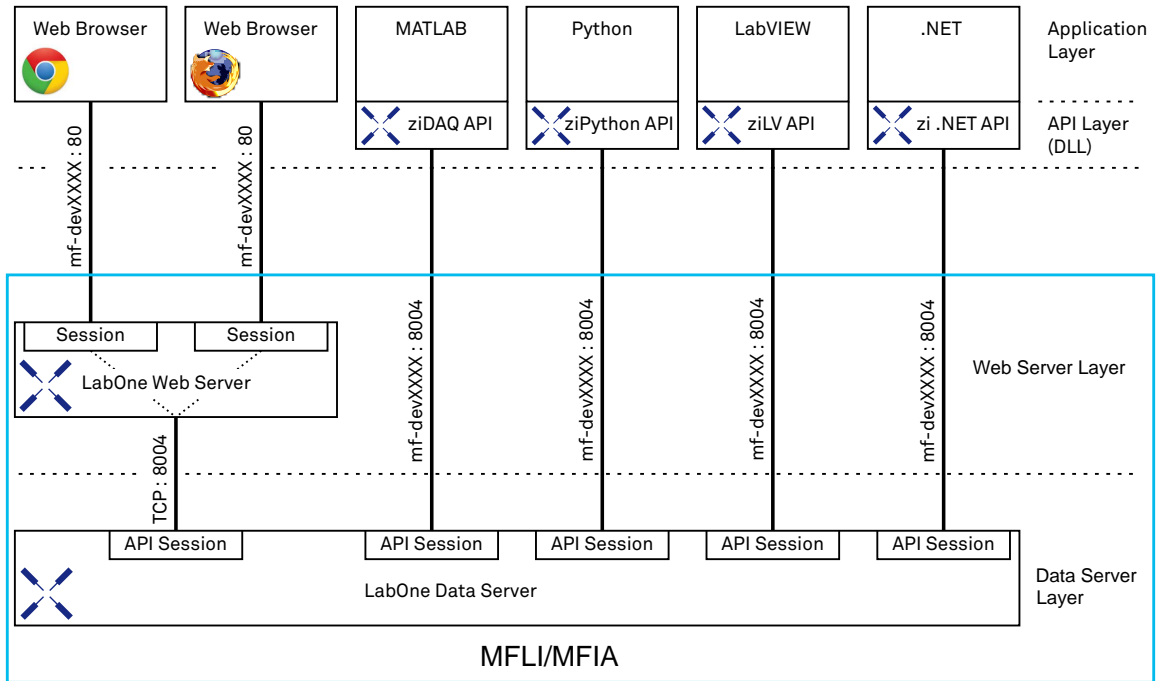 Web Browser
Web Browser
MATLAB
Python
LabVIEW
.NET
Application
Layer
ziDAQ API
ziPython API
ziLV API
zi .NET API
API Layer
(DLL)
mf-devXXXX : 80
mf-devXXXX : 80
mf-devXXXX : 8004
mf-devXXXX : 8004
mf-devXXXX : 8004
mf-devXXXX : 8004
Session
Session
LabOne Web Server
Web Server Layer
TCP : 8004
API Session
API Session
API Session
API Session
API Session
LabOne Data Server
Data Server
Layer
MFLI/MFIA